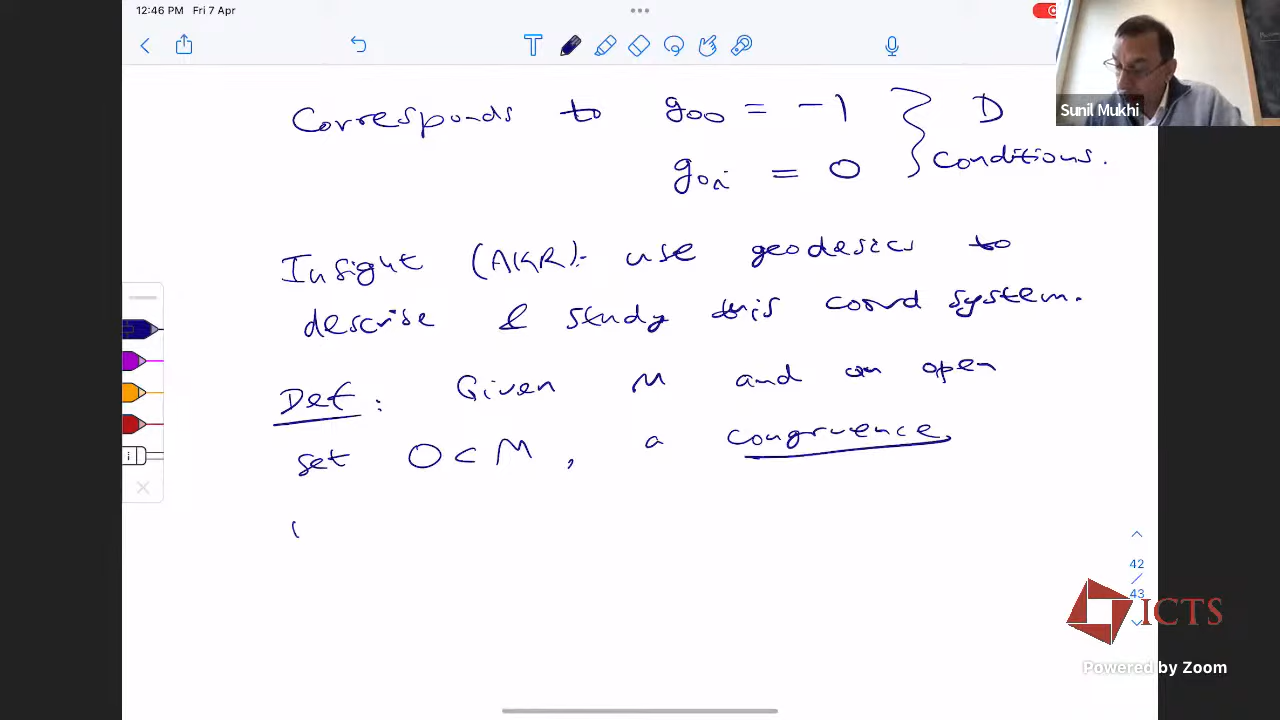 12:46 PM Fri 7 Apr
Sunil Mukhi
Corresponds to g₀₀ = -1 } D
g₀ᵢ = 0 } conditions.
Insight (AKR): use geodesics to
describe & study this coord system.
Def: Given M and an open
set O ⊂ M, a congruence
42
/
43
ICTS
Powered by Zoom